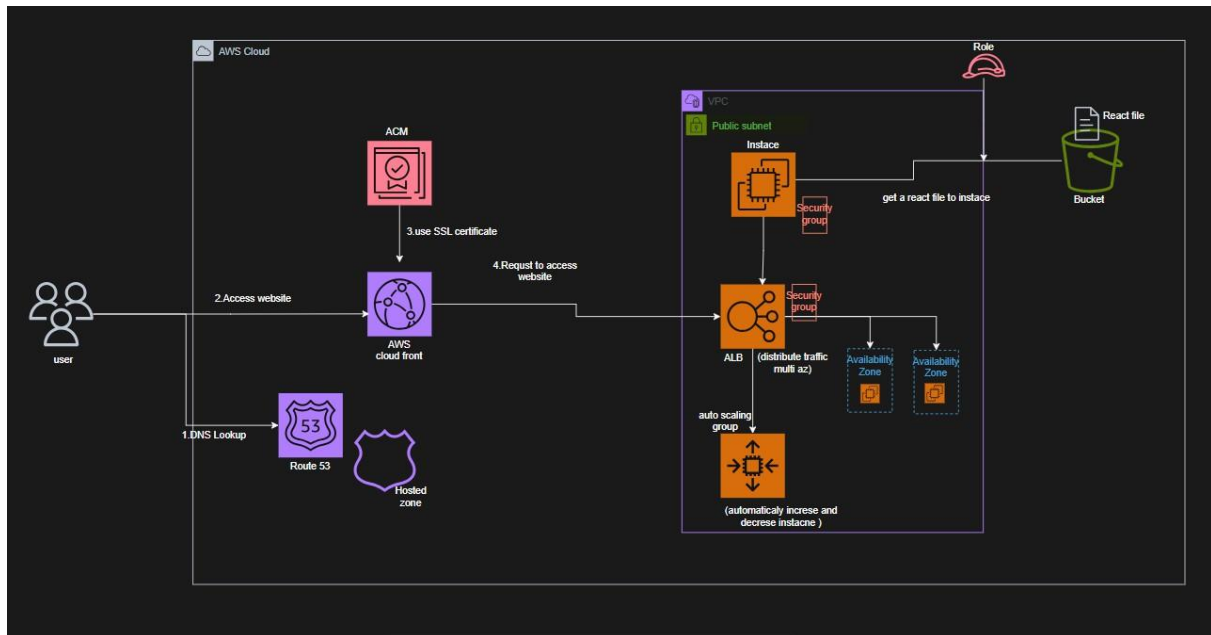 AWS Cloud
Role
VPC
Public subnet
Instace
React file
Bucket
get a react file to instace
Security
group
ACM
3.use SSL certificate
4.Requst to access
website
2.Access website
user
AWS
cloud front
Security
group
ALB
(distribute traffic
multi az)
Availability
Zone
Availability
Zone
1.DNS Lookup
53
Route 53
Hosted
zone
auto scaling
group
(automaticaly increse and
decrese instacne )